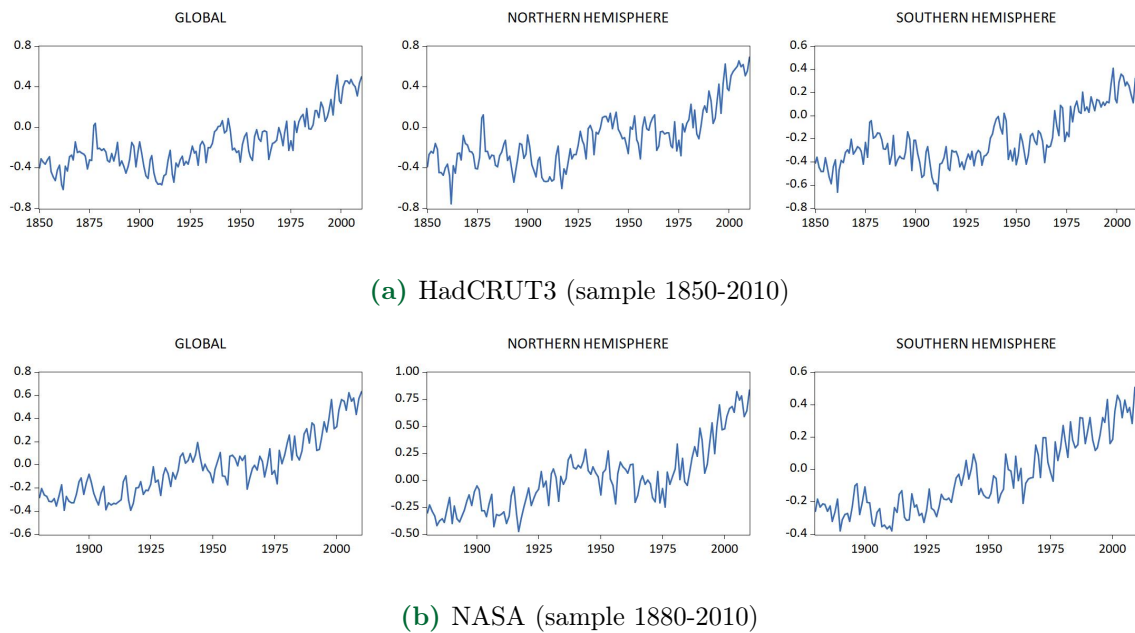 GLOBAL
NORTHERN HEMISPHERE
SOUTHERN HEMISPHERE
0.8
0.4
0.0
-0.4
-0.8
1850 1875 1900 1925 1950 1975 2000
0.8
0.4
0.0
-0.4
-0.8
1850 1875 1900 1925 1950 1975 2000
0.6
0.4
0.2
0.0
-0.2
-0.4
-0.6
-0.8
1850 1875 1900 1925 1950 1975 2000
(a) HadCRUT3 (sample 1850-2010)
GLOBAL
NORTHERN HEMISPHERE
SOUTHERN HEMISPHERE
0.8
0.6
0.4
0.2
0.0
-0.2
-0.4
-0.6
1900 1925 1950 1975 2000
1.00
0.75
0.50
0.25
0.00
-0.25
-0.50
1900 1925 1950 1975 2000
0.6
0.4
0.2
0.0
-0.2
-0.4
1900 1925 1950 1975 2000
(b) NASA (sample 1880-2010)